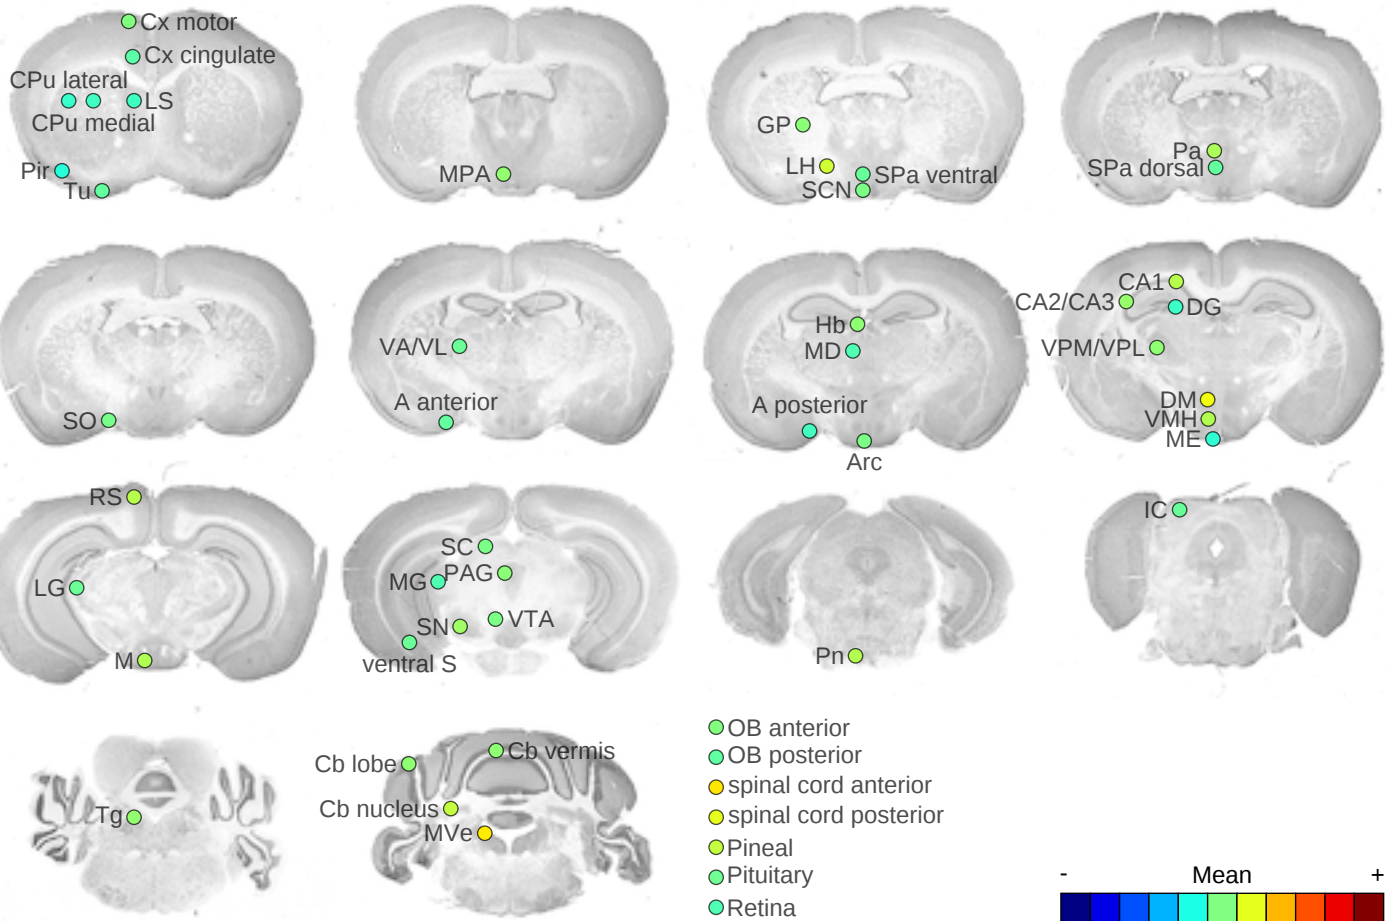 Cx motor
Cx cingulate
CPu lateral
LS
CPu medial
Pir
Tu
MPA
GP
LH
SPa ventral
SCN
Pa
SPa dorsal
SO
VA/VL
A anterior
Hb
MD
A posterior
Arc
CA1
CA2/CA3
DG
VPM/VPL
DM
VMH
ME
RS
LG
M
SC
MG
PAG
SN
VTA
ventral S
Pn
IC
Tg
Cb lobe
Cb vermis
Cb nucleus
MVe
OB anterior
OB posterior
spinal cord anterior
spinal cord posterior
Pineal
Pituitary
Retina
- Mean +